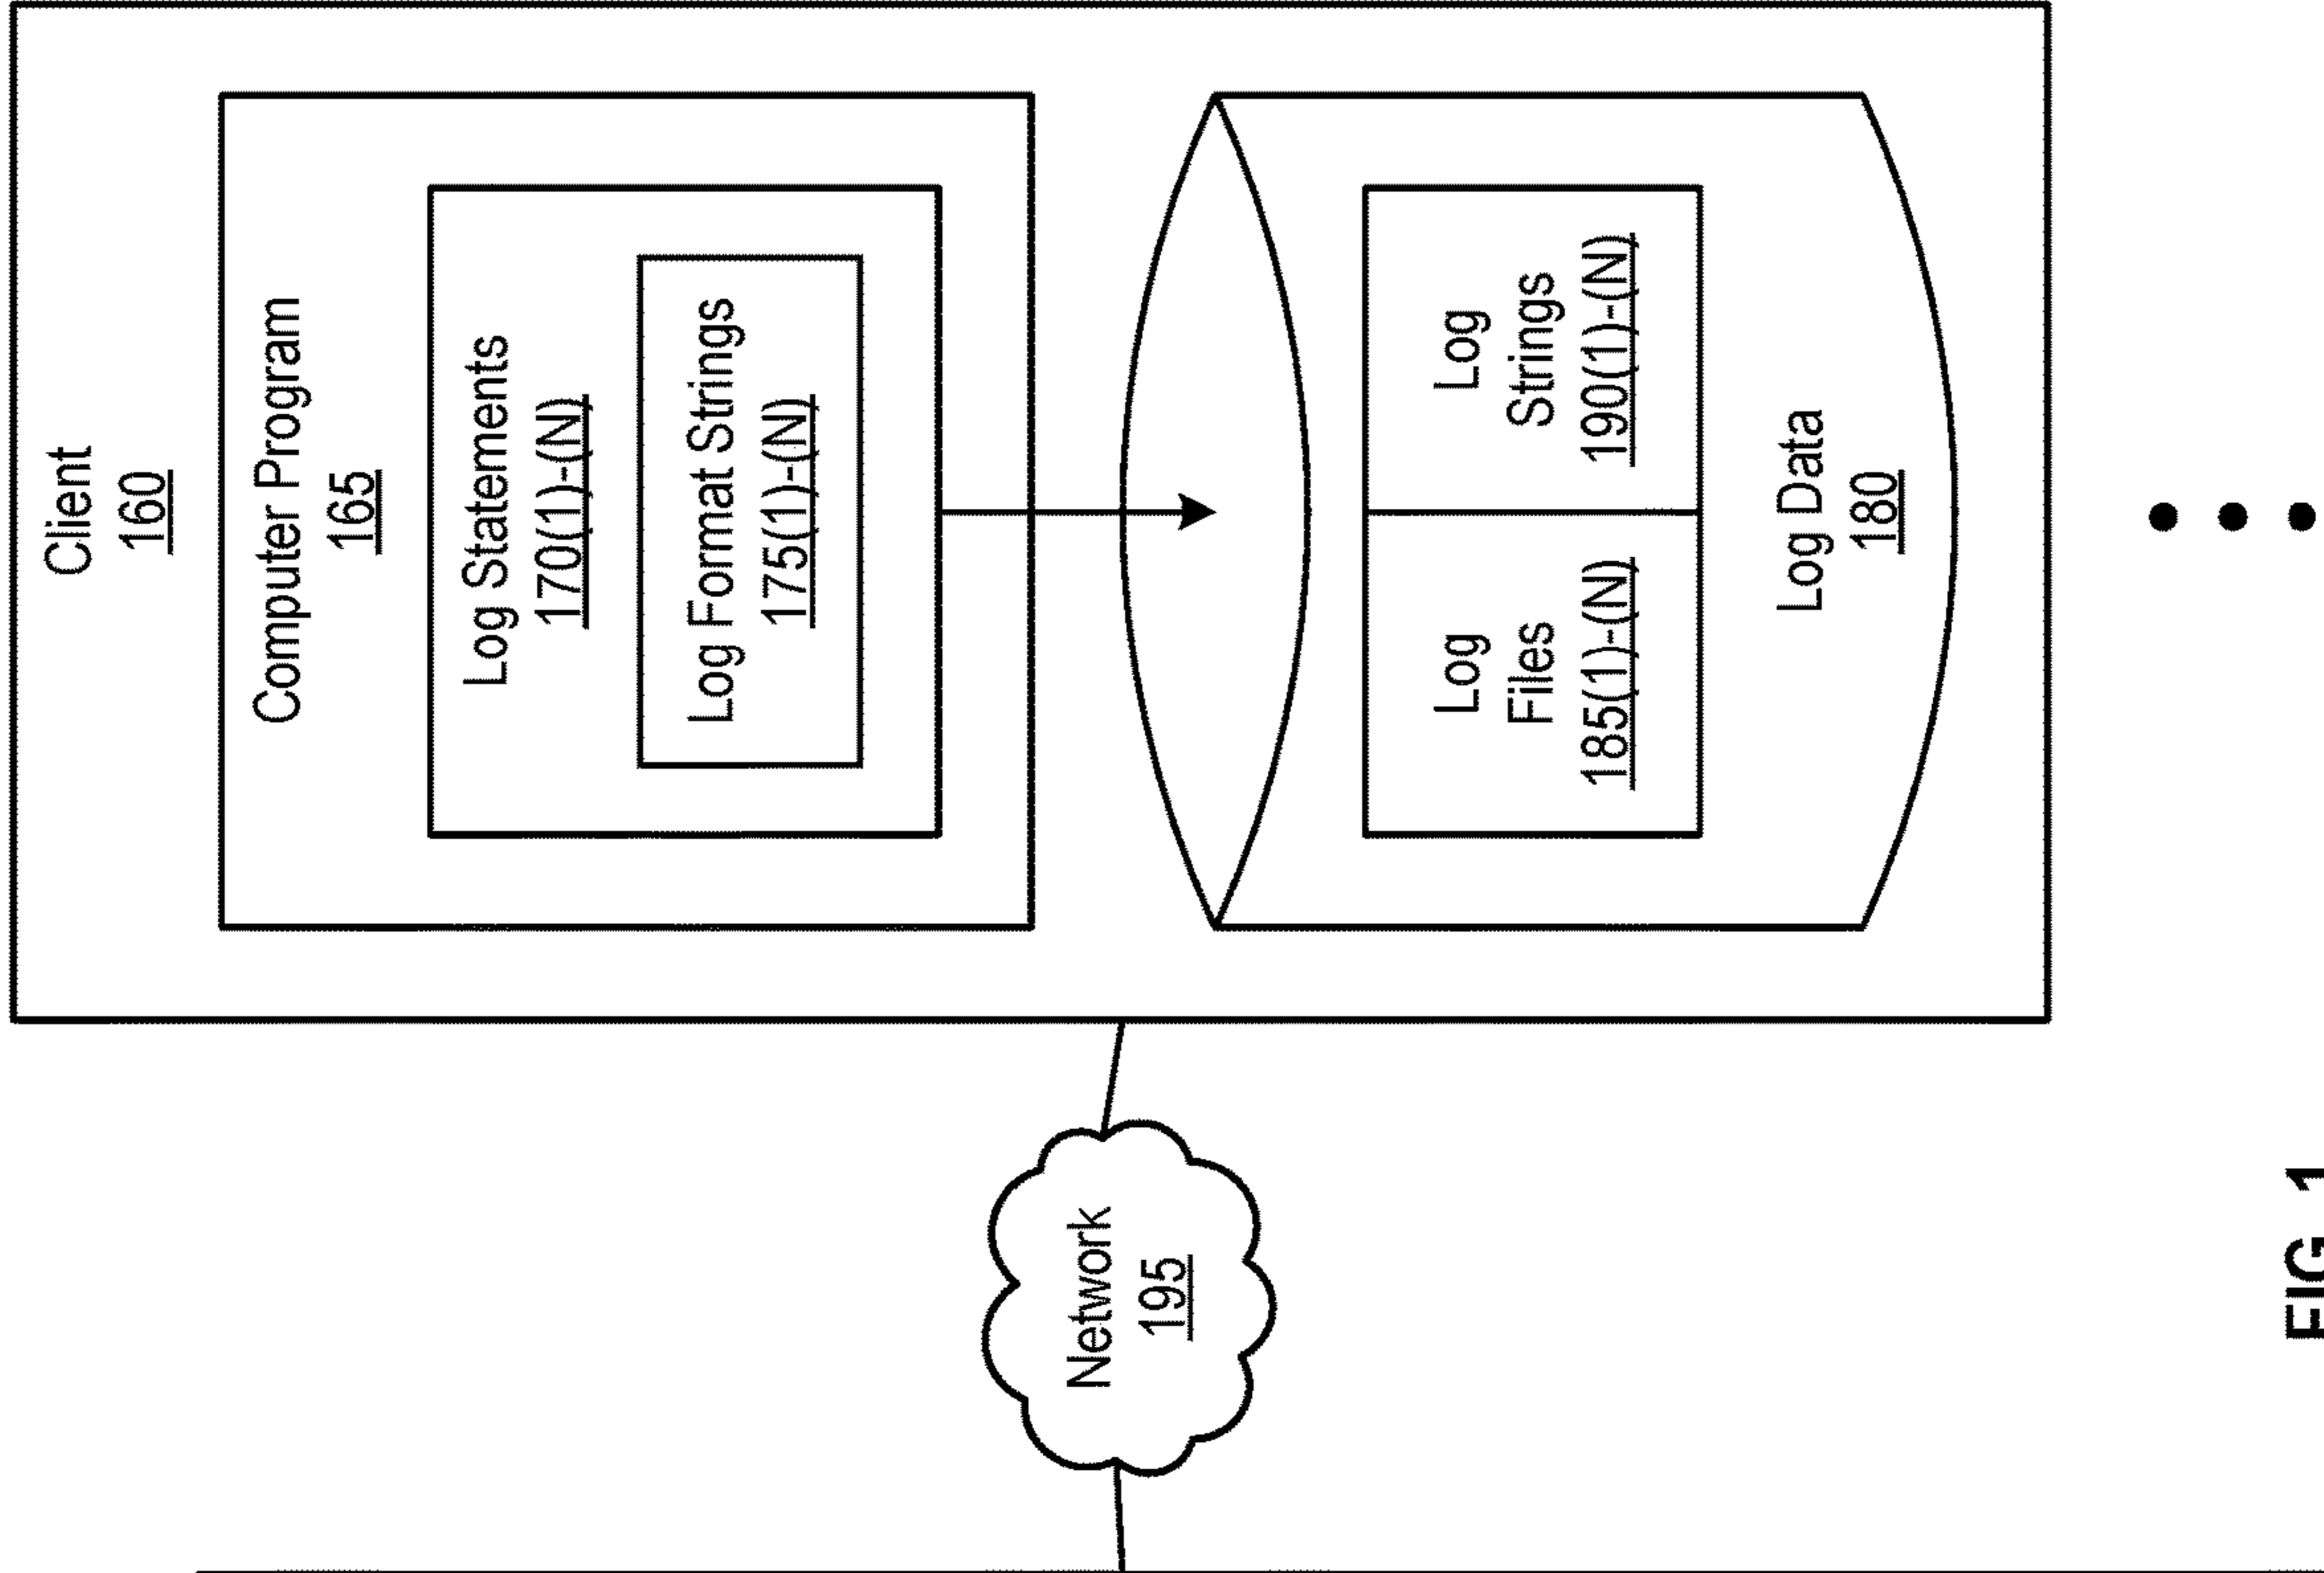 Client
160
Computer Program
165
Log Statements
170(1)-(N)
Log Format Strings
175(1)-(N)
Log
Files
185(1)-(N)
Log
Strings
190(1)-(N)
Log Data
180
Network
195
FIG. 1